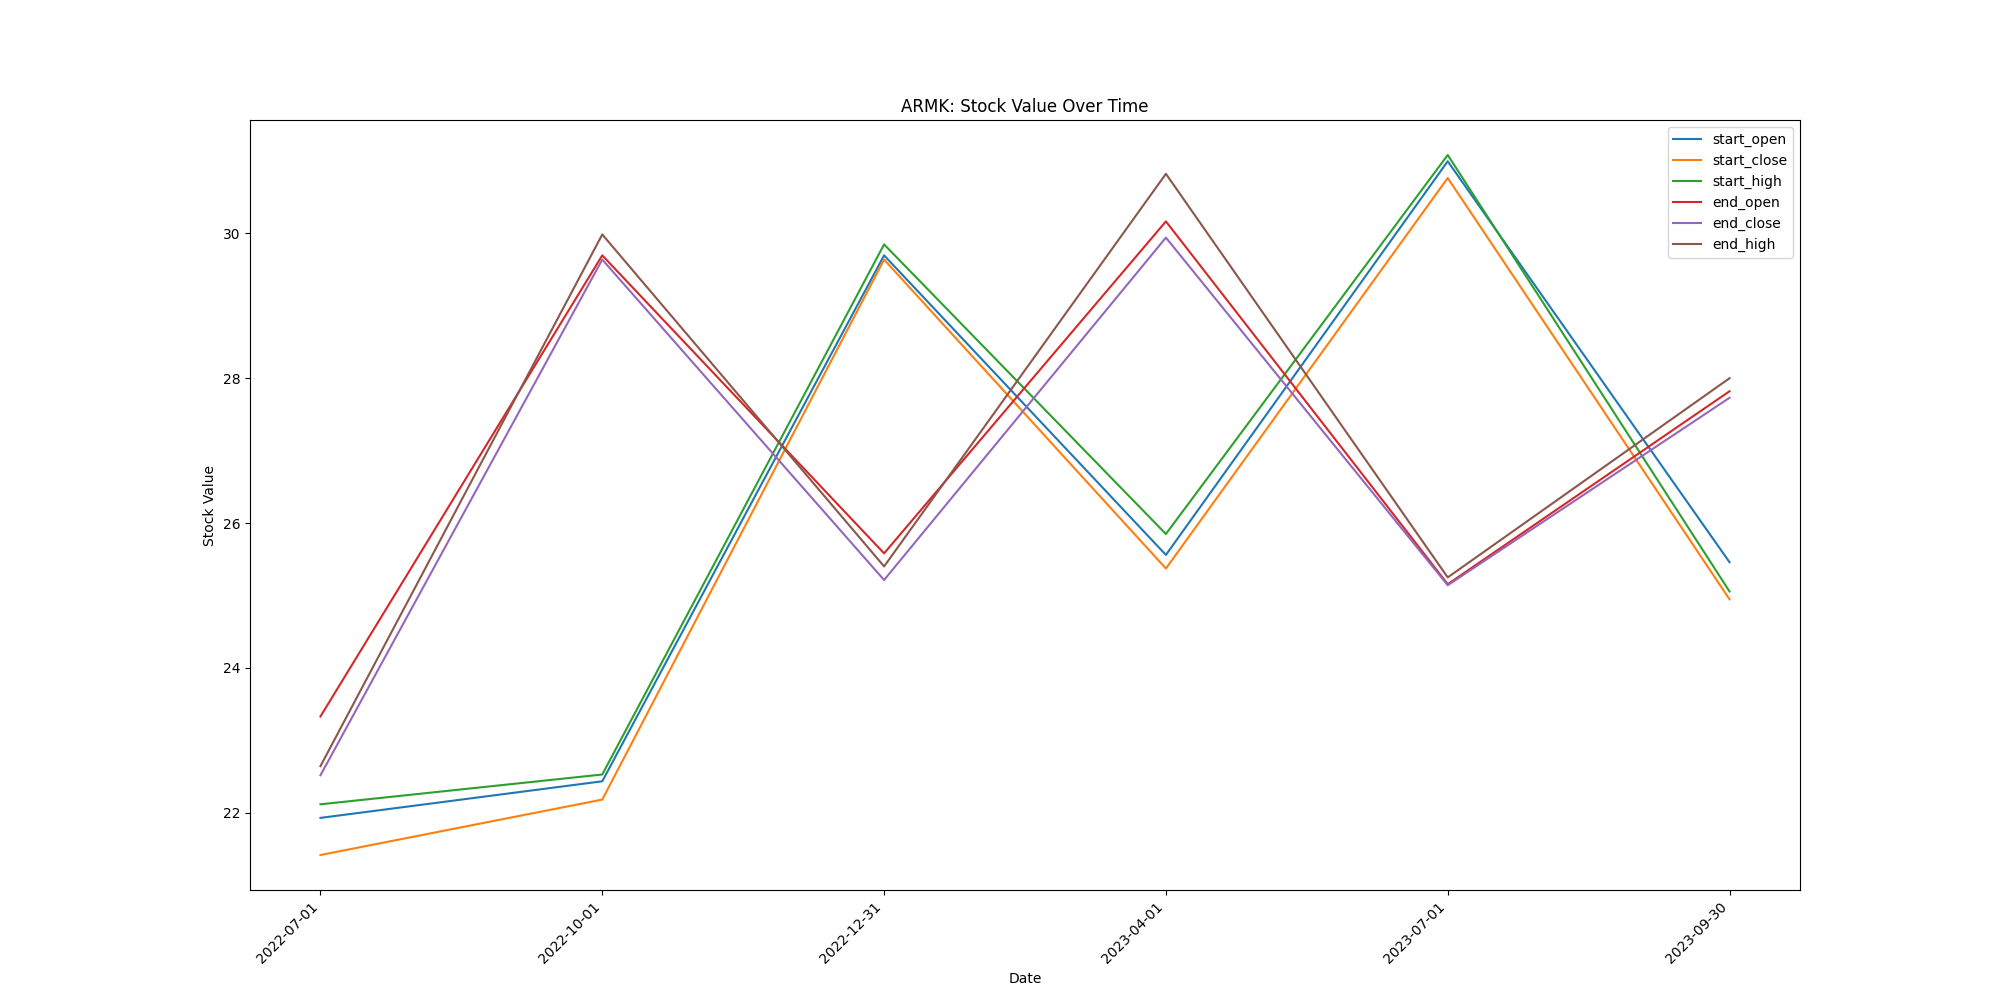 ARMK: Stock Value Over Time
start_open
start_close
start_high
end_open
end_close
end_high
Stock Value
30
28
26
24
22
2022-07-01
2022-10-01
2022-12-31
2023-04-01
2023-07-01
2023-09-30
Date